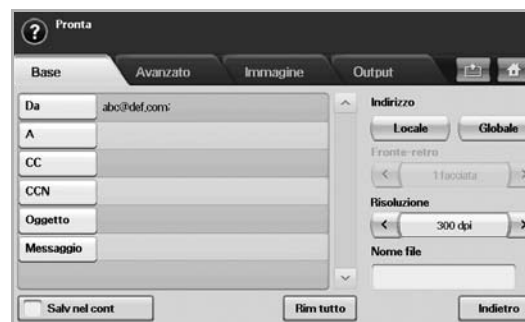 Pronta
Base Avanzato Immagine Output
Da abc@def.com;
A
CC
CCN
Oggetto
Messaggio
Indirizzo
Locale Globale
Fronte-retro
1 facciata
Risoluzione
300 dpi
Nome file
Salv nel cont Rim tutto Indietro